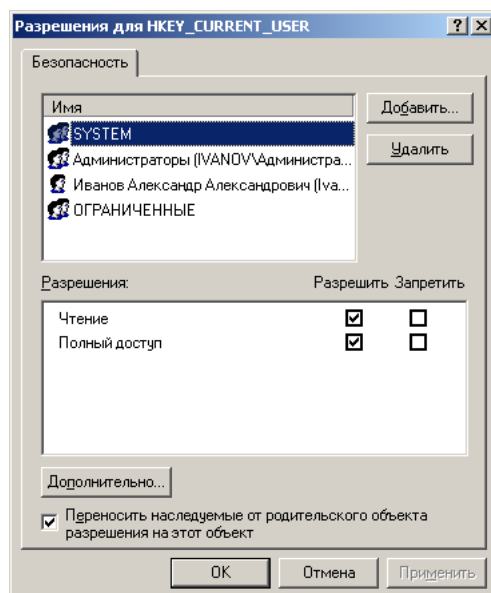 Разрешения для HKEY_CURRENT_USER
Безопасность
Имя
SYSTEM
Администраторы (IVANOV\Администра...
Иванов Александр Александрович (Iva...
ОГРАНИЧЕННЫЕ
Добавить...
Удалить
Разрешения: Разрешить Запретить
Чтение
Полный доступ
Дополнительно...
Переносить наследуемые от родительского объекта
разрешения на этот объект
OK Отмена Применить